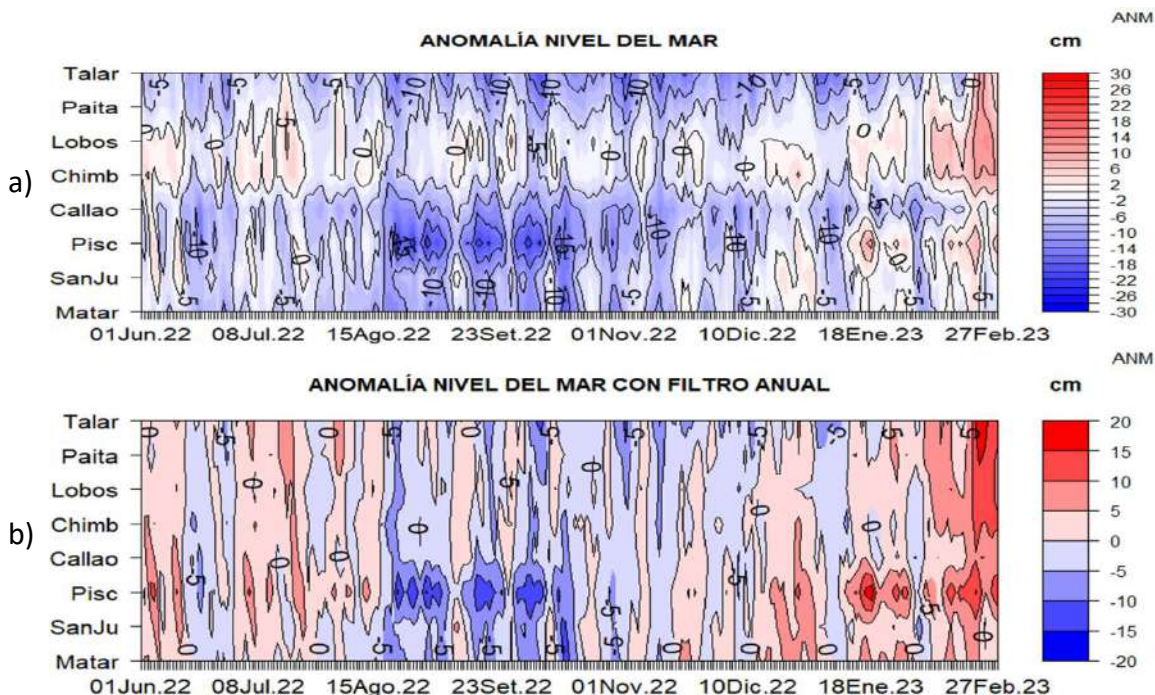 ANM
ANOMALÍA NIVEL DEL MAR
cm
a)
Talar
Paita
Lobos
Chimb
Callao
Pisc
SanJu
Matar
01Jun.22 08Jul.22 15Ago.22 23Set.22 01Nov.22 10Dic.22 18Ene.23 27Feb.23
30
26
22
18
14
10
6
2
-2
-6
-10
-14
-18
-22
-26
-30
ANM
ANOMALÍA NIVEL DEL MAR CON FILTRO ANUAL
cm
b)
Talar
Paita
Lobos
Chimb
Callao
Pisc
SanJu
Matar
01Jun.22 08Jul.22 15Ago.22 23Set.22 01Nov.22 10Dic.22 18Ene.23 27Feb.23
20
15
10
5
0
-5
-10
-15
-20